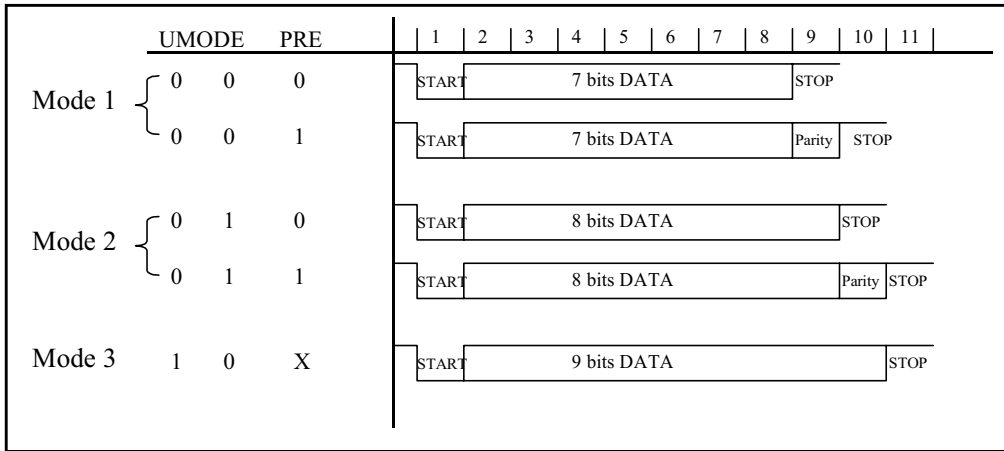 UMODE PRE | 1 | 2 | 3 | 4 | 5 | 6 | 7 | 8 | 9 | 10 | 11 |
Mode 1
0 0 0 START 7 bits DATA STOP
0 0 1 START 7 bits DATA Parity STOP
Mode 2
0 1 0 START 8 bits DATA STOP
0 1 1 START 8 bits DATA Parity STOP
Mode 3 1 0 X START 9 bits DATA STOP